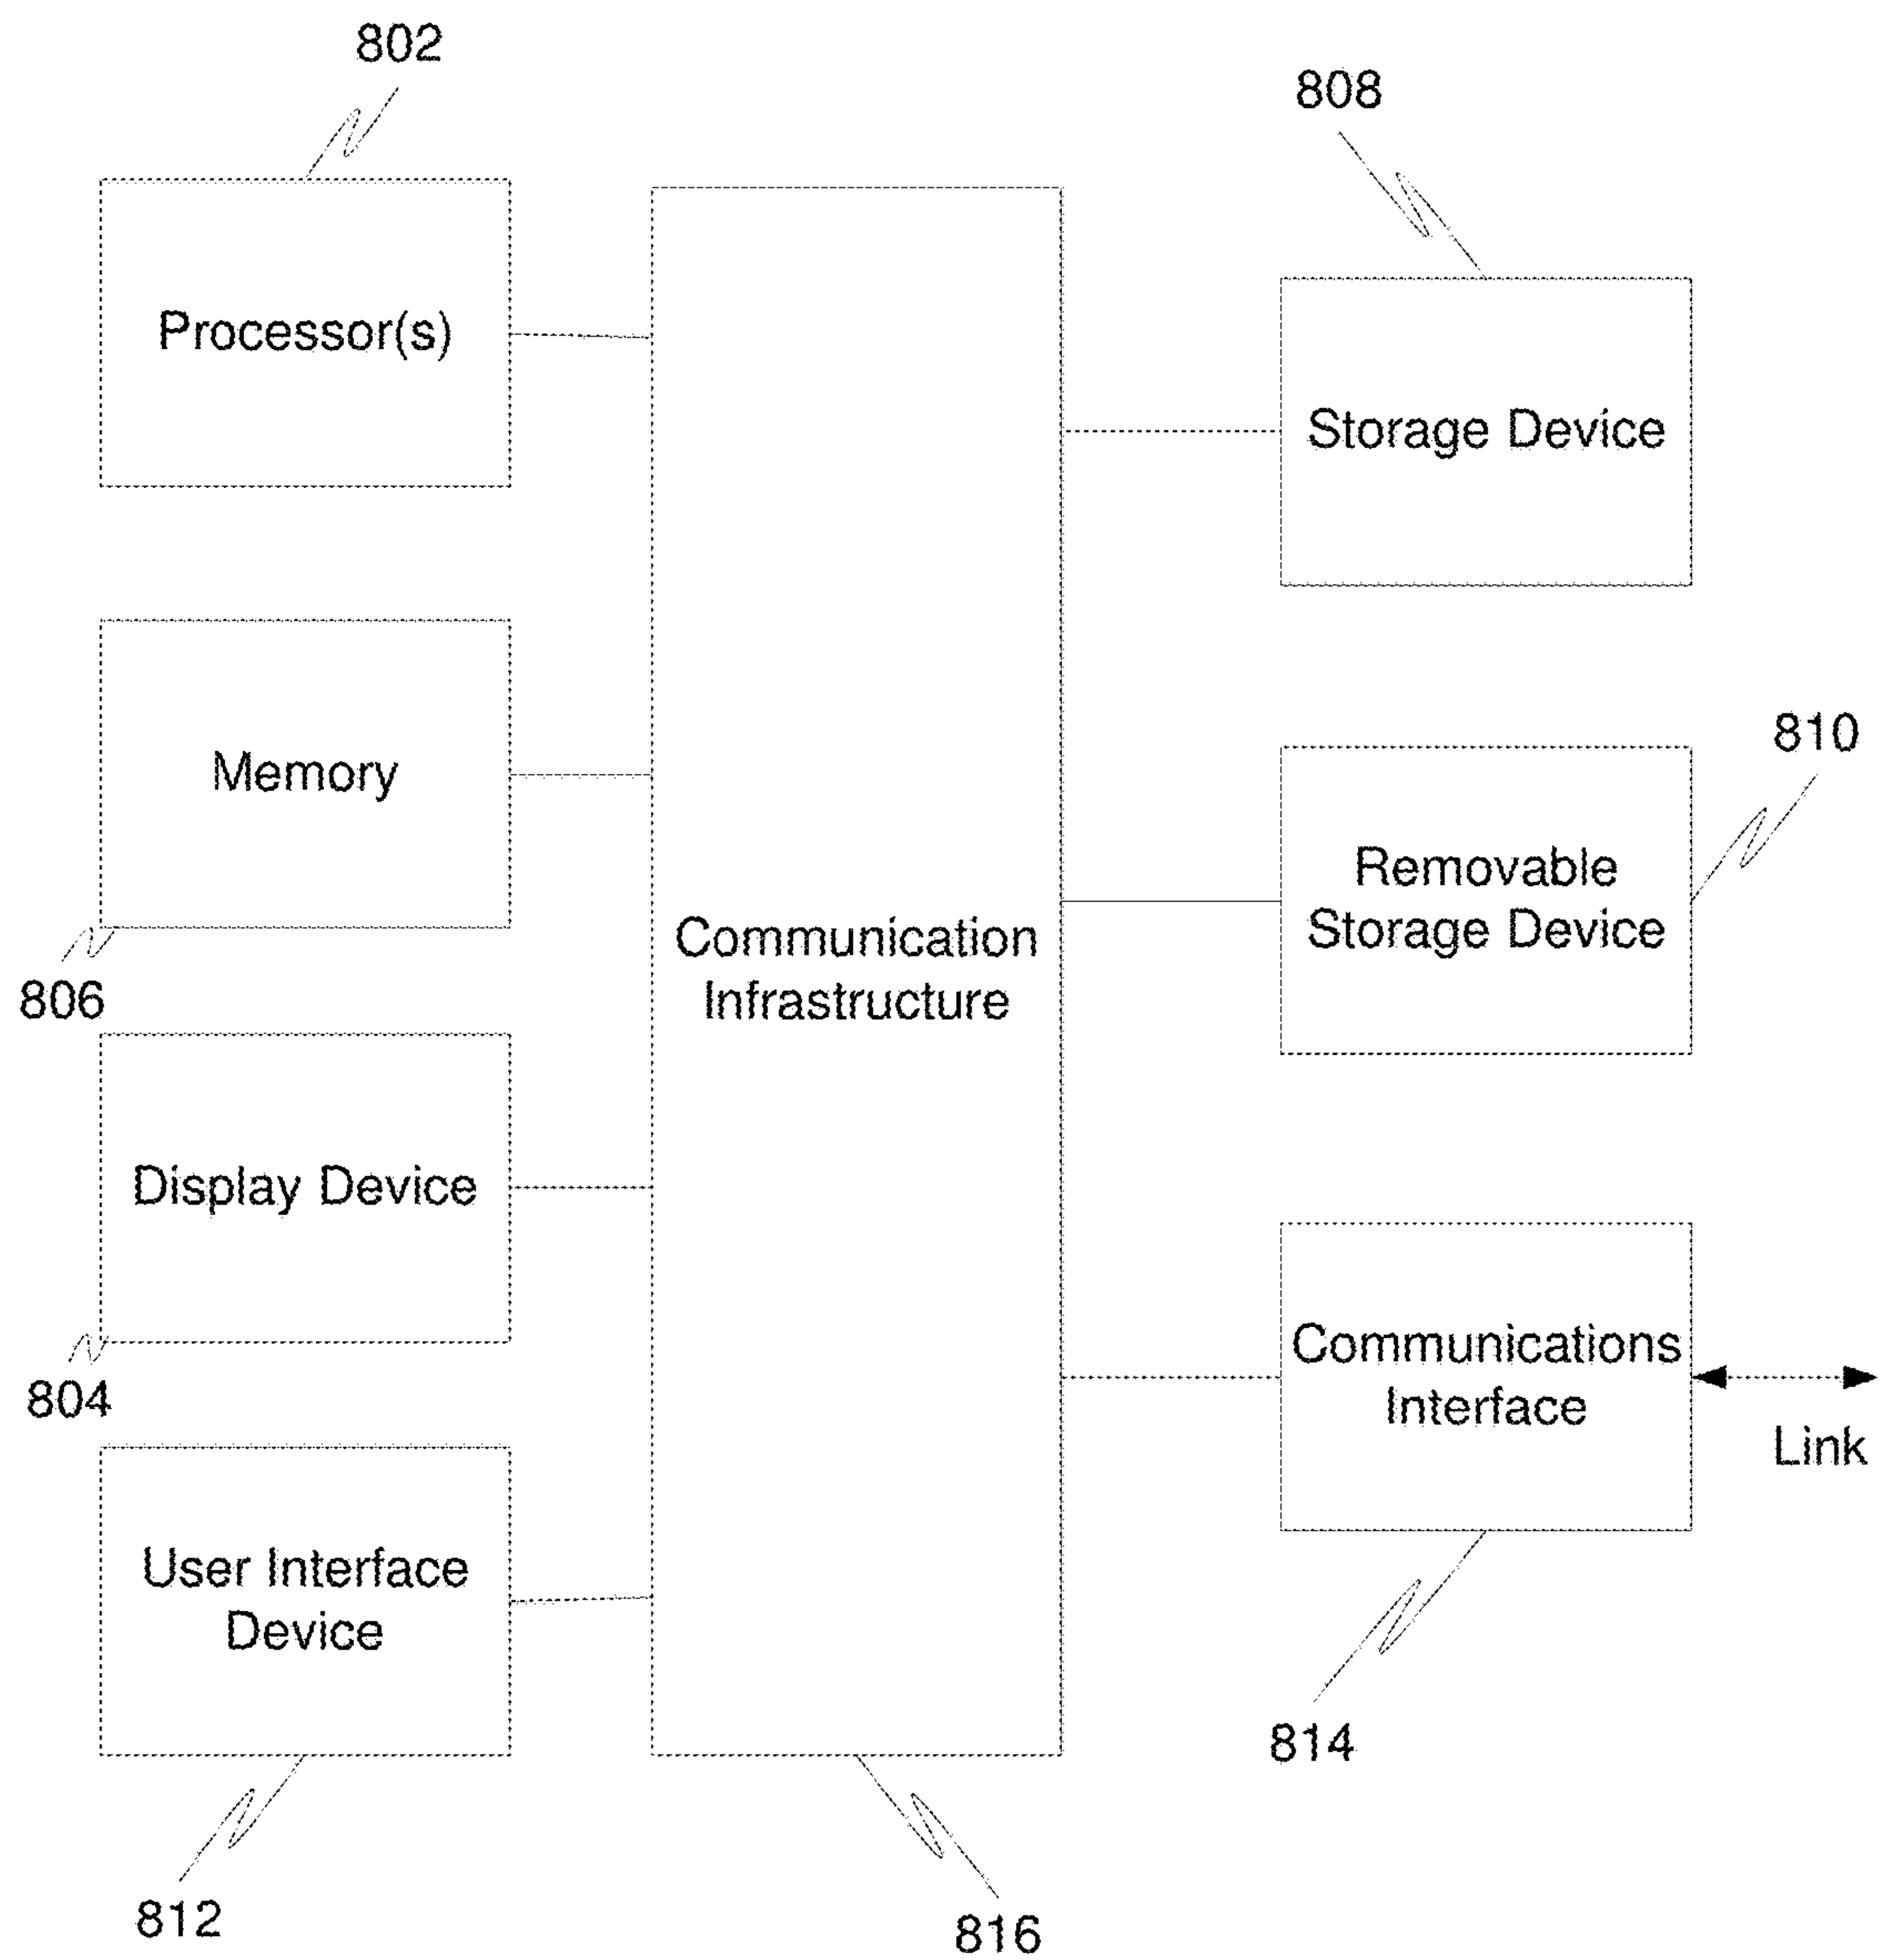 802
808
Processor(s)
Storage Device
810
Memory
Removable
Storage Device
Communication
Infrastructure
806
Display Device
Communications
Interface
804
Link
User Interface
Device
814
812
816